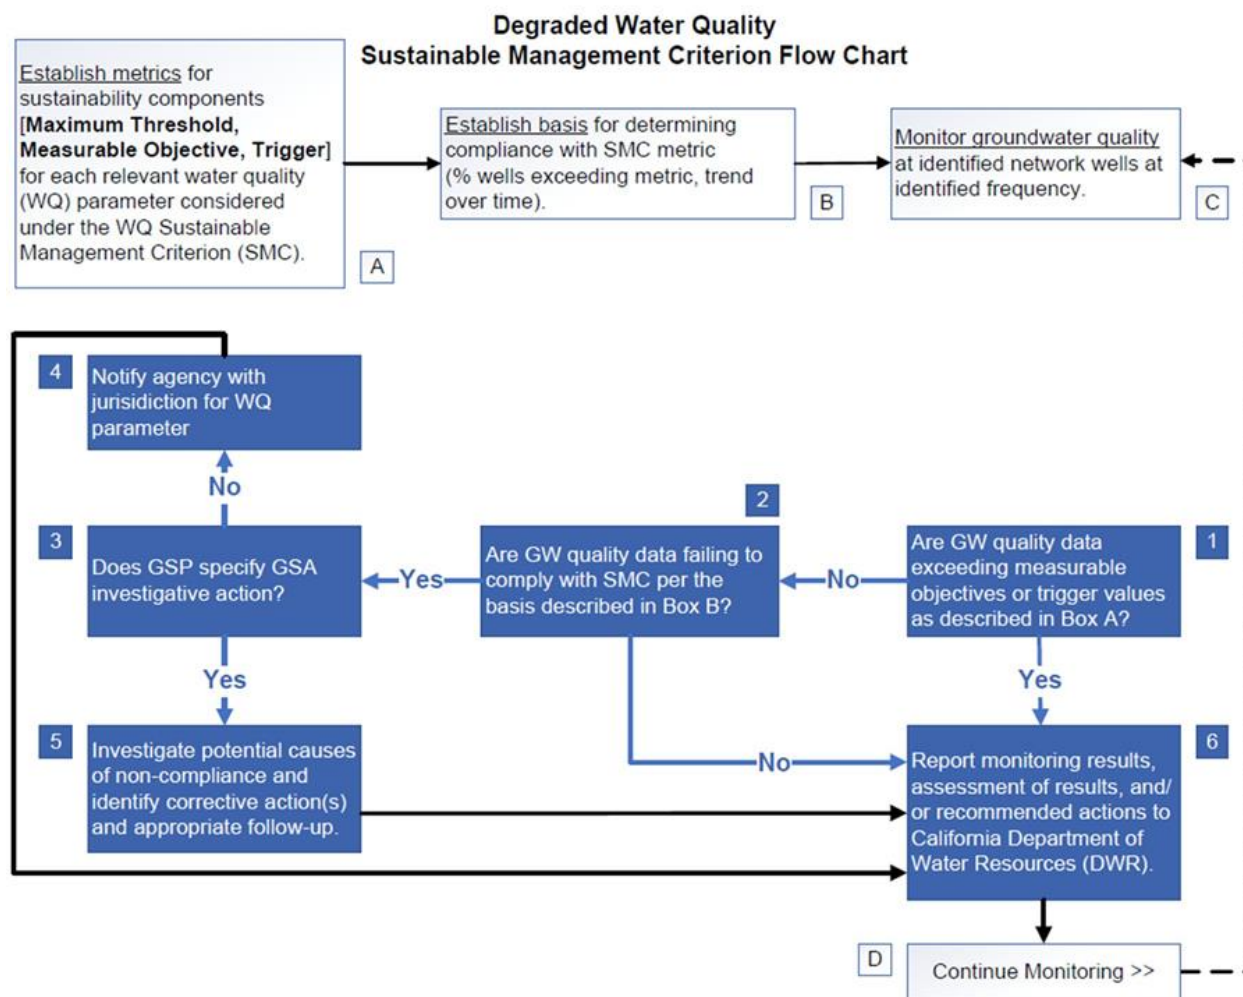 Degraded Water Quality
Sustainable Management Criterion Flow Chart
Establish metrics for
sustainability components
[Maximum Threshold,
Measurable Objective, Trigger]
for each relevant water quality
(WQ) parameter considered
under the WQ Sustainable
Management Criterion (SMC).
A
Establish basis for determining
compliance with SMC metric
(% wells exceeding metric, trend
over time).
B
Monitor groundwater quality
at identified network wells at
identified frequency.
C
4
Notify agency with
jurisidiction for WQ
parameter
No
3
Does GSP specify GSA
investigative action?
Yes
2
Are GW quality data failing to
comply with SMC per the
basis described in Box B?
No
1
Are GW quality data
exceeding measurable
objectives or trigger values
as described in Box A?
Yes
Yes
5
Investigate potential causes
of non-compliance and
identify corrective action(s)
and appropriate follow-up.
No
6
Report monitoring results,
assessment of results, and/
or recommended actions to
California Department of
Water Resources (DWR).
D
Continue Monitoring >>